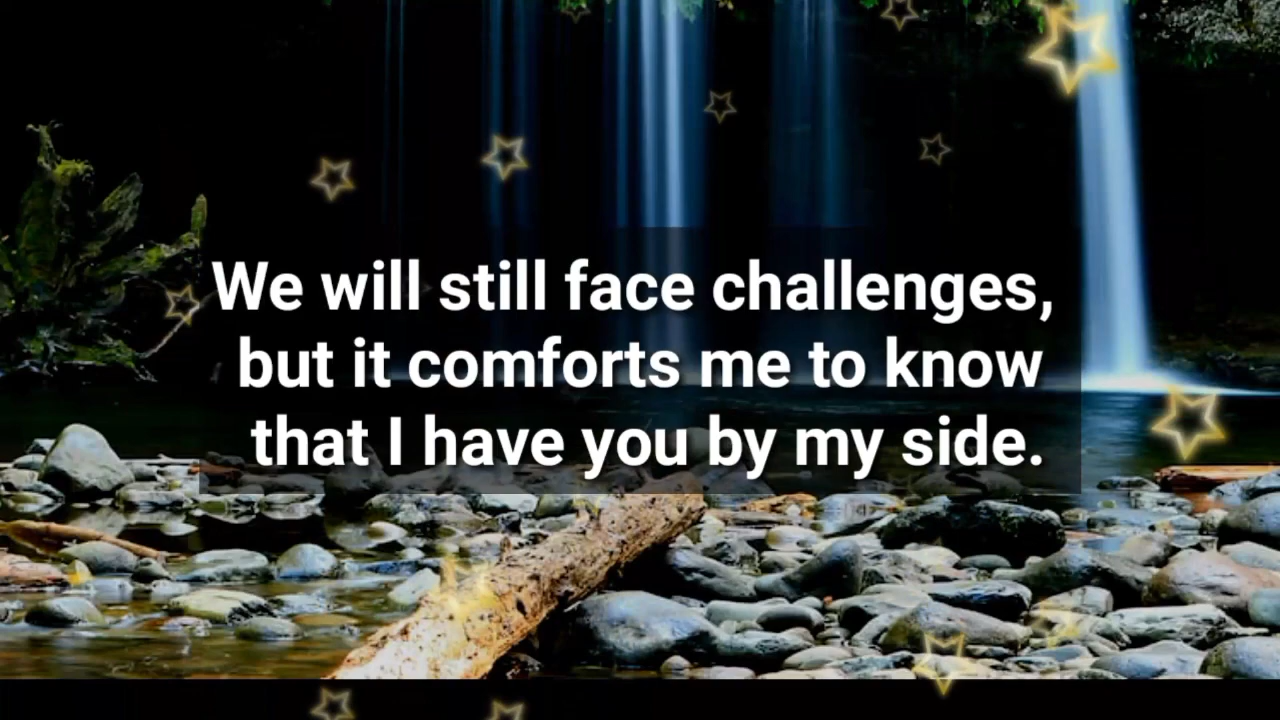 We will still face challenges,
but it comforts me to know
that I have you by my side.